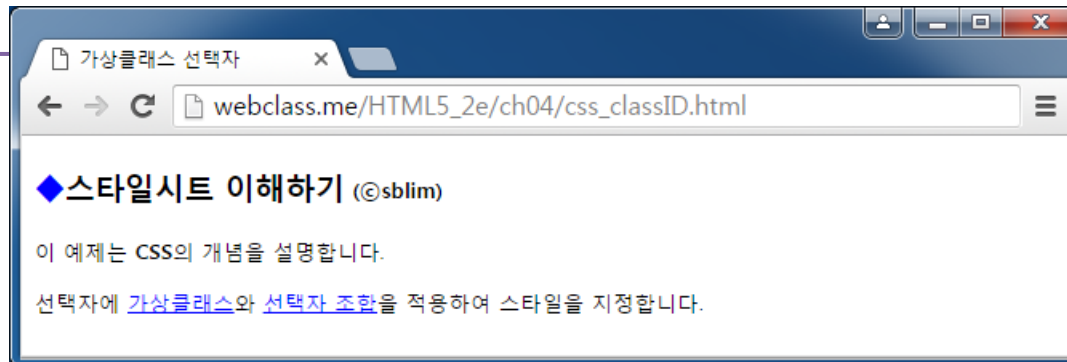 가상클래스 선택자
webclass.me/HTML5_2e/ch04/css_classID.html
◆스타일시트 이해하기 (ⓒsblim)
이 예제는 CSS의 개념을 설명합니다.
선택자에 가상클래스와 선택자 조합을 적용하여 스타일을 지정합니다.